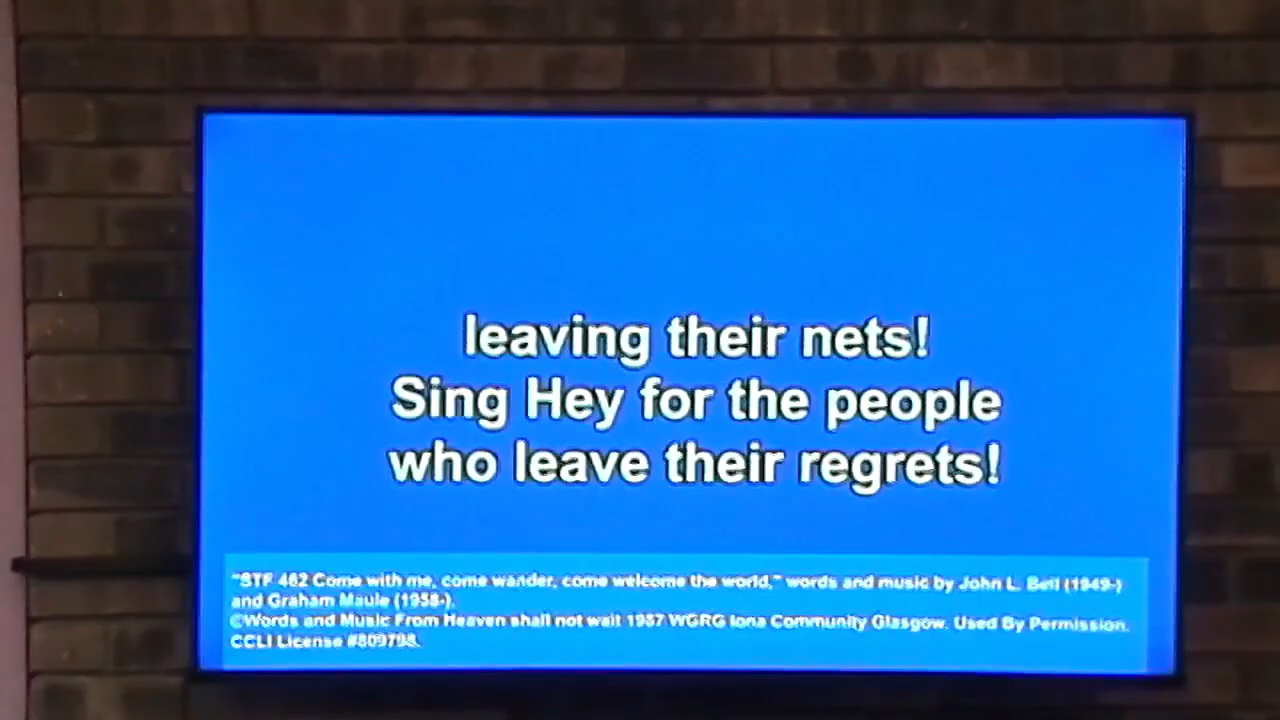 leaving their nets!
Sing Hey for the people
who leave their regrets!
"STF 462 Come with me, come wander, come welcome the world," words and music by John L. Bell (1949-)
and Graham Maule (1958-).
©Words and Music From Heaven shall not wait 1987 WGRG Iona Community Glasgow. Used By Permission.
CCLI License #809798.